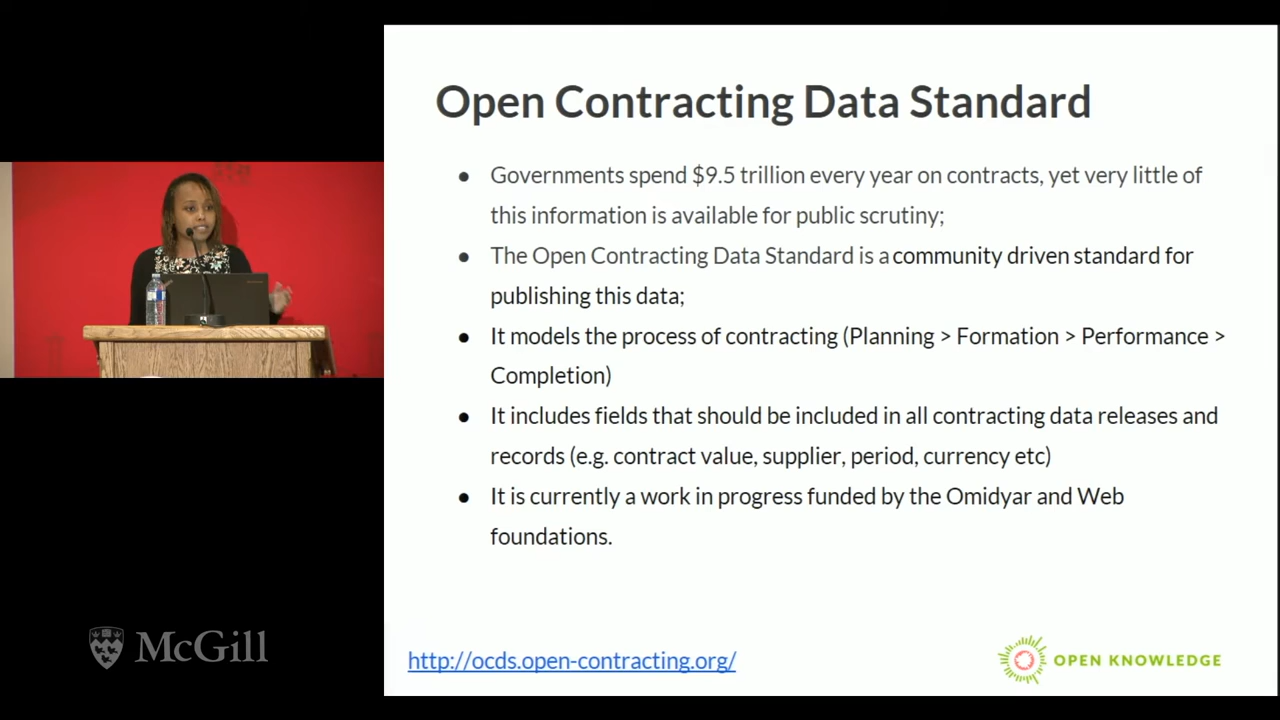 Open Contracting Data Standard
● Governments spend $9.5 trillion every year on contracts, yet very little of
this information is available for public scrutiny;
● The Open Contracting Data Standard is a community driven standard for
publishing this data;
● It models the process of contracting (Planning > Formation > Performance >
Completion)
● It includes fields that should be included in all contracting data releases and
records (e.g. contract value, supplier, period, currency etc)
● It is currently a work in progress funded by the Omidyar and Web
foundations.
McGill
http://ocds.open-contracting.org/
OPEN KNOWLEDGE